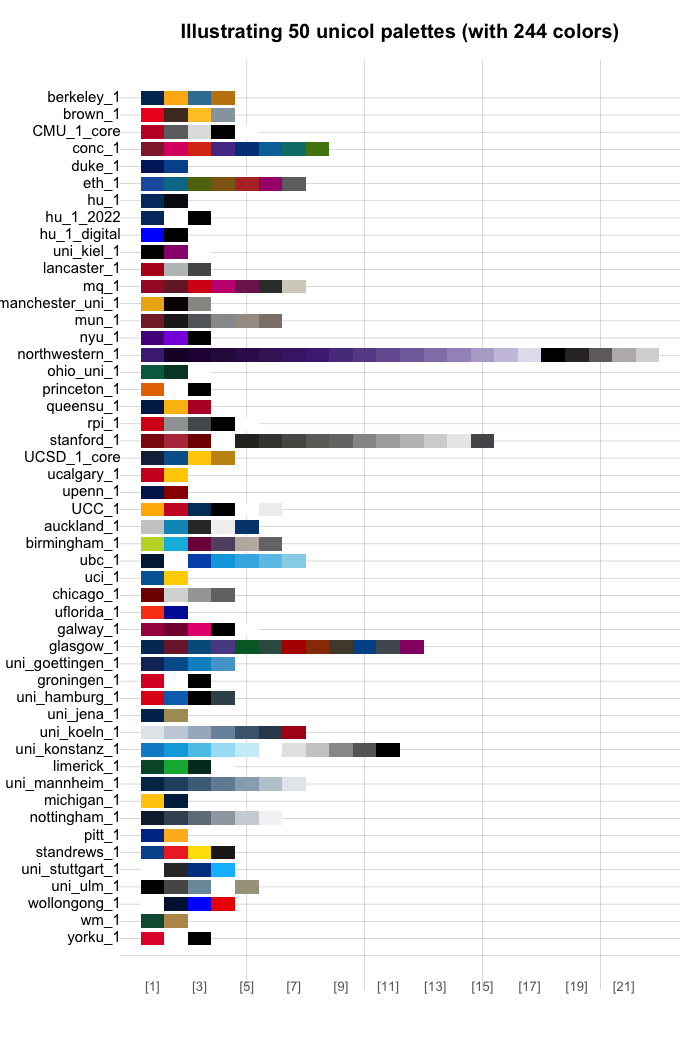 Illustrating 50 unicol palettes (with 244 colors)
berkeley_1
brown_1
CMU_1_core
conc_1
duke_1
eth_1
hu_1
hu_1_2022
hu_1_digital
uni_kiel_1
lancaster_1
mq_1
manchester_uni_1
mun_1
nyu_1
northwestern_1
ohio_uni_1
princeton_1
queensu_1
rpi_1
stanford_1
UCSD_1_core
ucalgary_1
upenn_1
UCC_1
auckland_1
birmingham_1
ubc_1
uci_1
chicago_1
uflorida_1
galway_1
glasgow_1
uni_goettingen_1
groningen_1
uni_hamburg_1
uni_jena_1
uni_koeln_1
uni_konstanz_1
limerick_1
uni_mannheim_1
michigan_1
nottingham_1
pitt_1
standrews_1
uni_stuttgart_1
uni_ulm_1
wollongong_1
wm_1
yorku_1
[1] [3] [5] [7] [9] [11] [13] [15] [17] [19] [21]